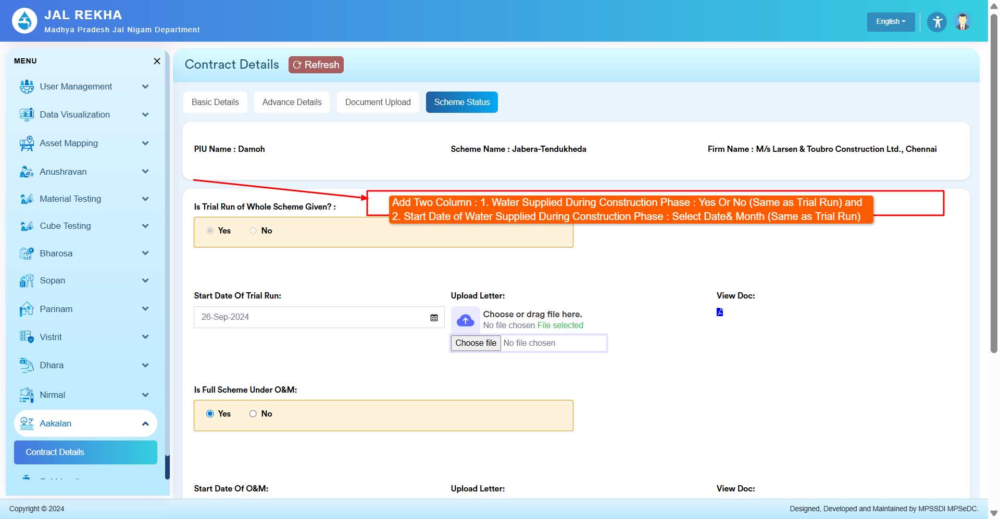 JAL REKHA
Madhya Pradesh Jal Nigam Department
English
MENU
User Management
Data Visualization
Asset Mapping
Anushravan
Material Testing
Cube Testing
Bharosa
Sopan
Parinam
Vistrit
Dhara
Nirmal
Aakalan
Contract Details
Contract Details
Refresh
Basic Details
Advance Details
Document Upload
Scheme Status
PIU Name : Damoh
Scheme Name : Jabera-Tendukheda
Firm Name : M/s Larsen & Toubro Construction Ltd., Chennai
Add Two Column : 1. Water Supplied During Construction Phase : Yes Or No (Same as Trial Run) and
2. Start Date of Water Supplied During Construction Phase : Select Date& Month (Same as Trial Run)
Is Trial Run of Whole Scheme Given? :
Yes No
Start Date Of Trial Run:
26-Sep-2024
Upload Letter:
Choose or drag file here.
No file chosen File selected
Choose file No file chosen
View Doc:
Is Full Scheme Under O&M:
Yes No
Start Date Of O&M:
Upload Letter:
View Doc:
Copyright © 2024
Designed, Developed and Maintained by MPSSDI MPSeDC.